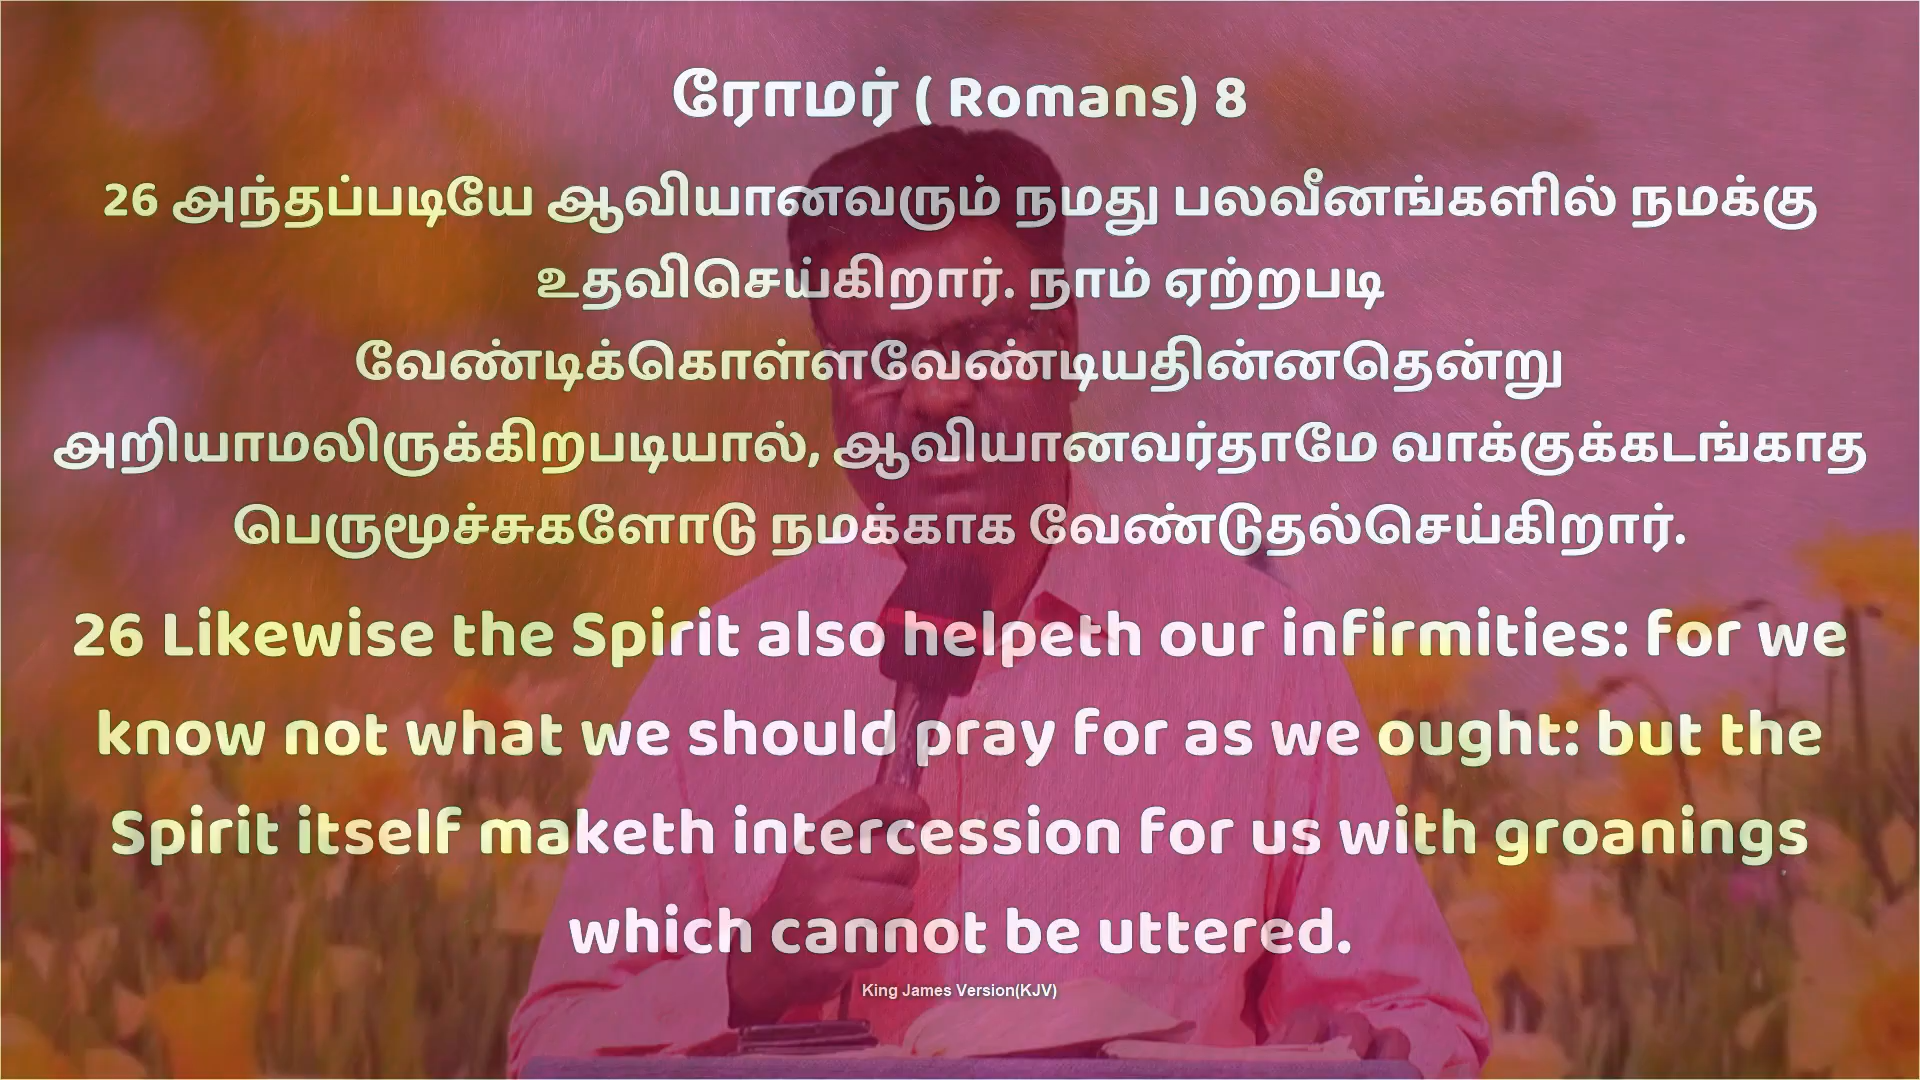 ரோமர் ( Romans) 8
26 அந்தப்படியே ஆவியானவரும் நமது பலவீனங்களில் நமக்கு
உதவிசெய்கிறார். நாம் ஏற்றபடி
வேண்டிக்கொள்ளவேண்டியதின்னதென்று
அறியாமலிருக்கிறபடியால், ஆவியானவர்தாமே வாக்குக்கடங்காத
பெருமூச்சுகளோடு நமக்காக வேண்டுதல்செய்கிறார்.
26 Likewise the Spirit also helpeth our infirmities: for we
know not what we should pray for as we ought: but the
Spirit itself maketh intercession for us with groanings
which cannot be uttered.
King James Version(KJV)